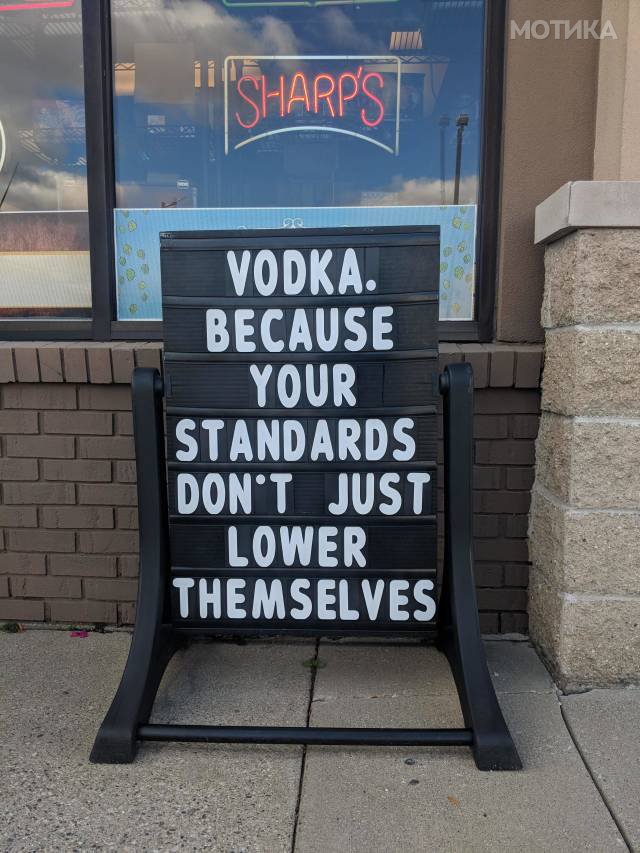 МОТИКА
SHARP'S
VODKA.
BECAUSE
YOUR
STANDARDS
DON'T JUST
LOWER
THEMSELVES